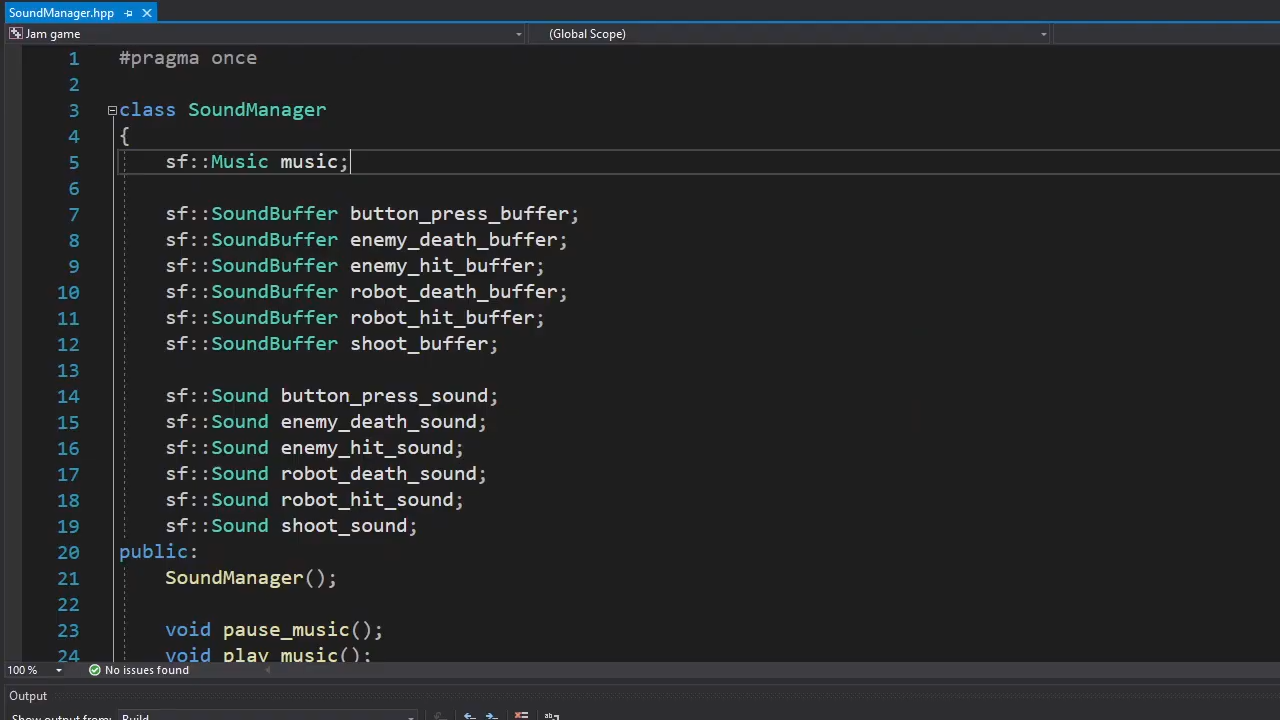 SoundManager.hpp
Jam game
(Global Scope)
1 #pragma once
2
3 class SoundManager
4 {
5 sf::Music music;
6
7 sf::SoundBuffer button_press_buffer;
8 sf::SoundBuffer enemy_death_buffer;
9 sf::SoundBuffer enemy_hit_buffer;
10 sf::SoundBuffer robot_death_buffer;
11 sf::SoundBuffer robot_hit_buffer;
12 sf::SoundBuffer shoot_buffer;
13
14 sf::Sound button_press_sound;
15 sf::Sound enemy_death_sound;
16 sf::Sound enemy_hit_sound;
17 sf::Sound robot_death_sound;
18 sf::Sound robot_hit_sound;
19 sf::Sound shoot_sound;
20 public:
21 SoundManager();
22
23 void pause_music();
24 void play_music();
100 % No issues found
Output
Show output from: Build